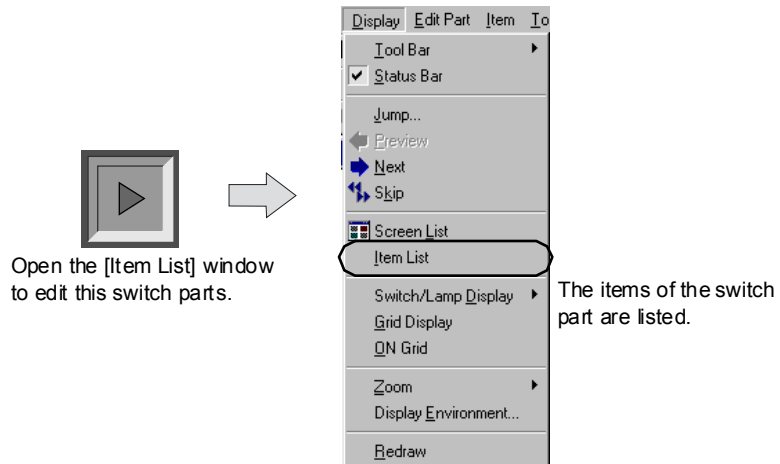 Display Edit Part Item To
Tool Bar
Status Bar
Jump...
Preview
Next
Skip
Screen List
Item List
Switch/Lamp Display
Grid Display
ON Grid
Zoom
Display Environment...
Redraw
Open the [Item List] window
to edit this switch parts.
The items of the switch
part are listed.